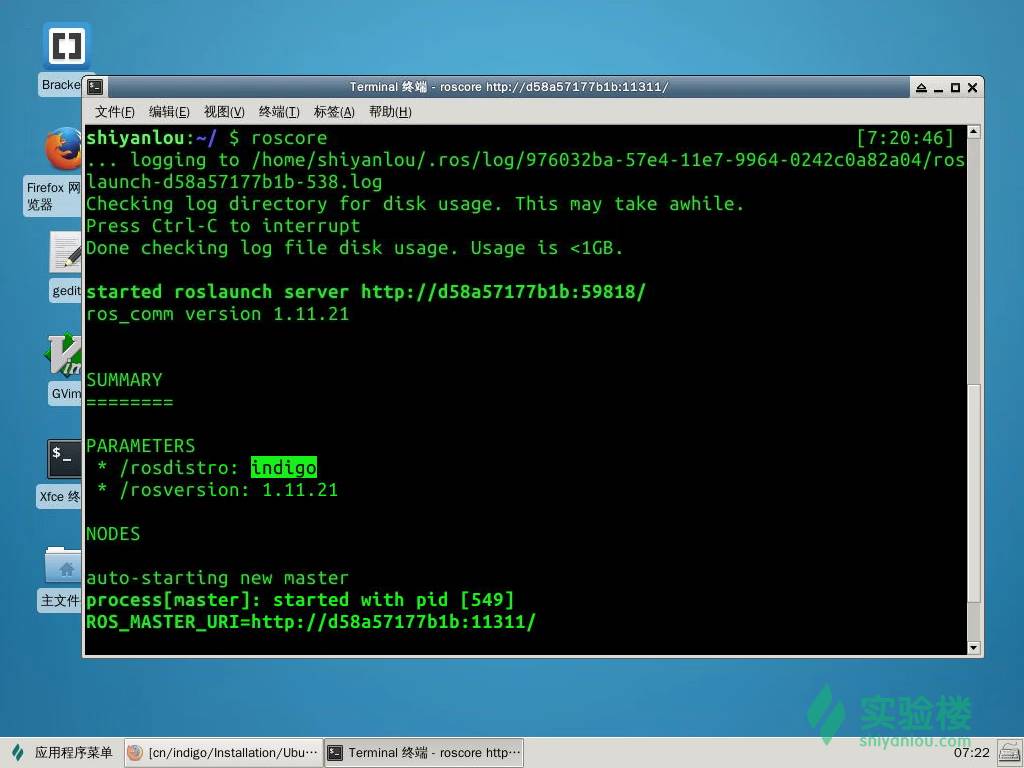 Bracke
Firefox 网
览器
gedit
GVim
Xfce 终
主文件
Terminal 终端 - roscore http://d58a57177b1b:11311/
文件(F) 编辑(E) 视图(V) 终端(T) 标签(A) 帮助(H)
shiyanlou:~/ $ roscore [7:20:46]
... logging to /home/shiyanlou/.ros/log/976032ba-57e4-11e7-9964-0242c0a82a04/ros
launch-d58a57177b1b-538.log
Checking log directory for disk usage. This may take awhile.
Press Ctrl-C to interrupt
Done checking log file disk usage. Usage is <1GB.
started roslaunch server http://d58a57177b1b:59818/
ros_comm version 1.11.21
SUMMARY
========
PARAMETERS
* /rosdistro: indigo
* /rosversion: 1.11.21
NODES
auto-starting new master
process[master]: started with pid [549]
ROS_MASTER_URI=http://d58a57177b1b:11311/
实验楼
shiyanlou.com
应用程序菜单 [cn/indigo/Installation/Ubu··· Terminal 终端 - roscore http··· 07:22